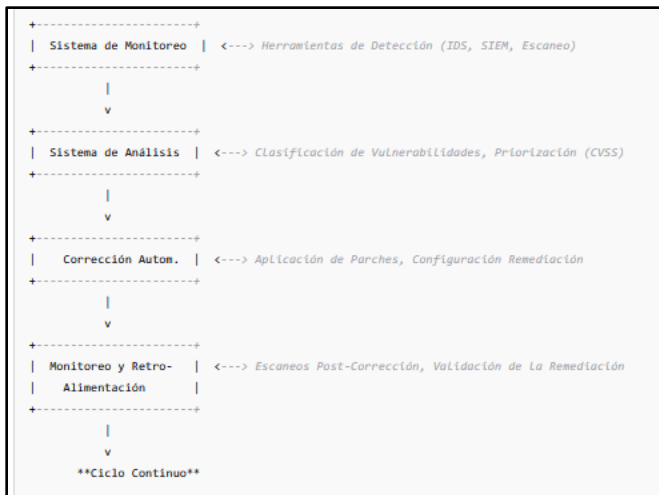 +-----------------------+
|  Sistema de Monitoreo  |  <---> Herramientas de Detección (IDS, SIEM, Escaneo)
+-----------------------+
|
v
+-----------------------+
|  Sistema de Análisis  |  <---> Clasificación de Vulnerabilidades, Priorización (CVSS)
+-----------------------+
|
v
+-----------------------+
|    Corrección Autom.  |  <---> Aplicación de Parches, Configuración Remediación
+-----------------------+
|
v
+-----------------------+
|  Monitoreo y Retro-   |  <---> Escaneos Post-Corrección, Validación de la Remediación
|    Alimentación       |
+-----------------------+
|
v
**Ciclo Continuo**